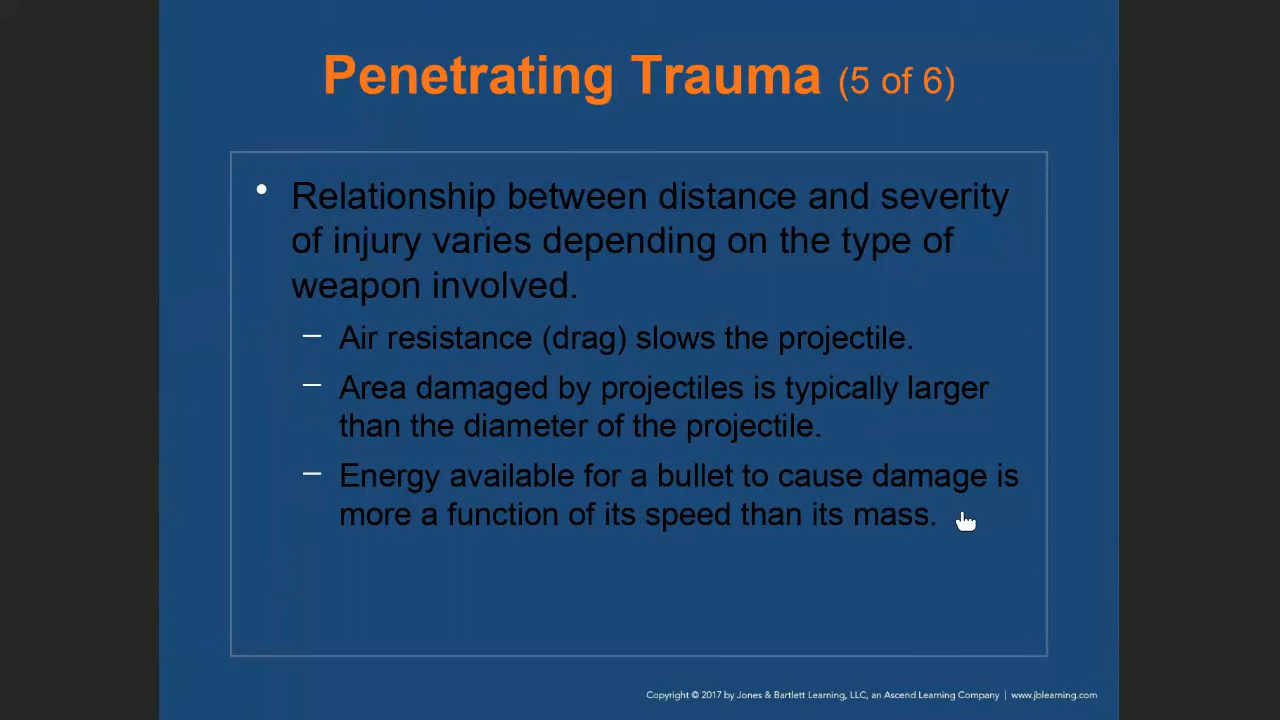 Penetrating Trauma (5 of 6)
• Relationship between distance and severity
of injury varies depending on the type of
weapon involved.
– Air resistance (drag) slows the projectile.
– Area damaged by projectiles is typically larger
than the diameter of the projectile.
– Energy available for a bullet to cause damage is
more a function of its speed than its mass.
Copyright © 2017 by Jones & Bartlett Learning, LLC, an Ascend Learning Company | www.jblearning.com